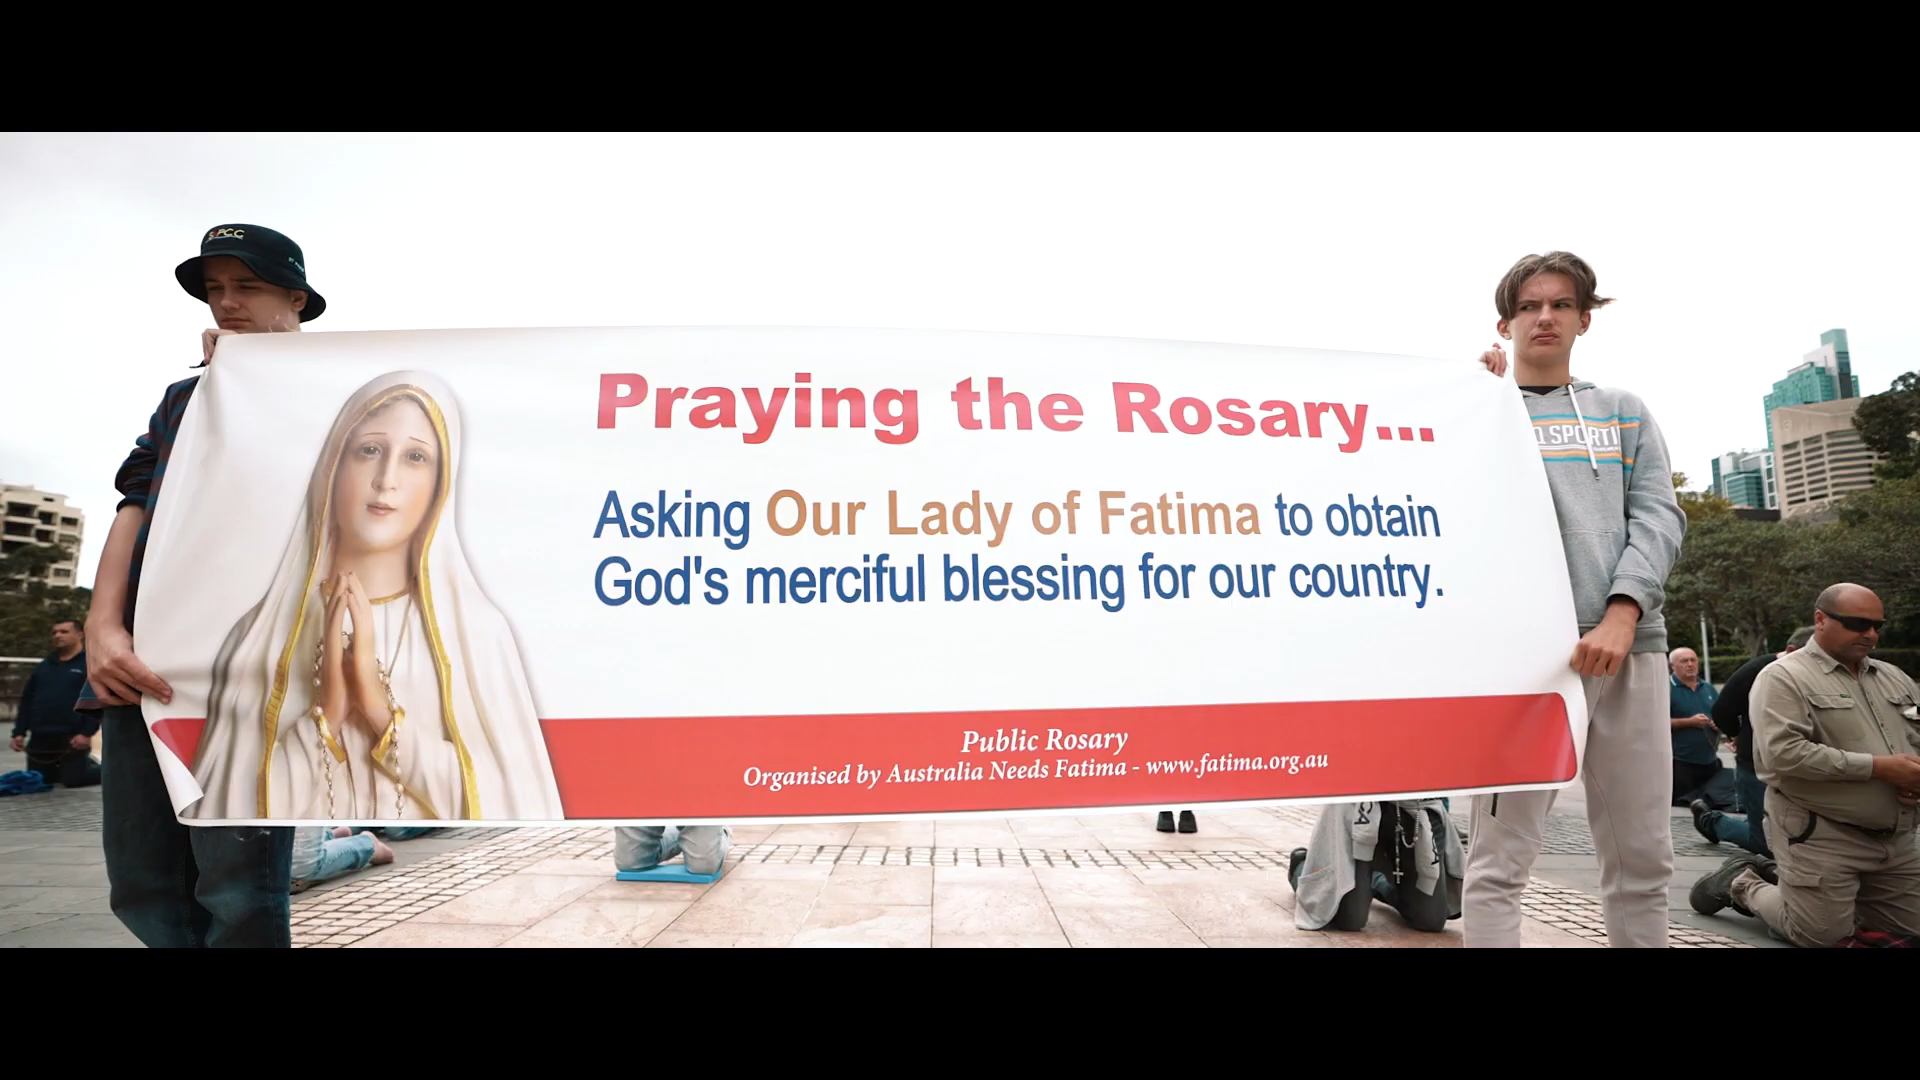 Praying the Rosary...
Asking Our Lady of Fatima to obtain
God's merciful blessing for our country.
Public Rosary
Organised by Australia Needs Fatima - www.fatima.org.au